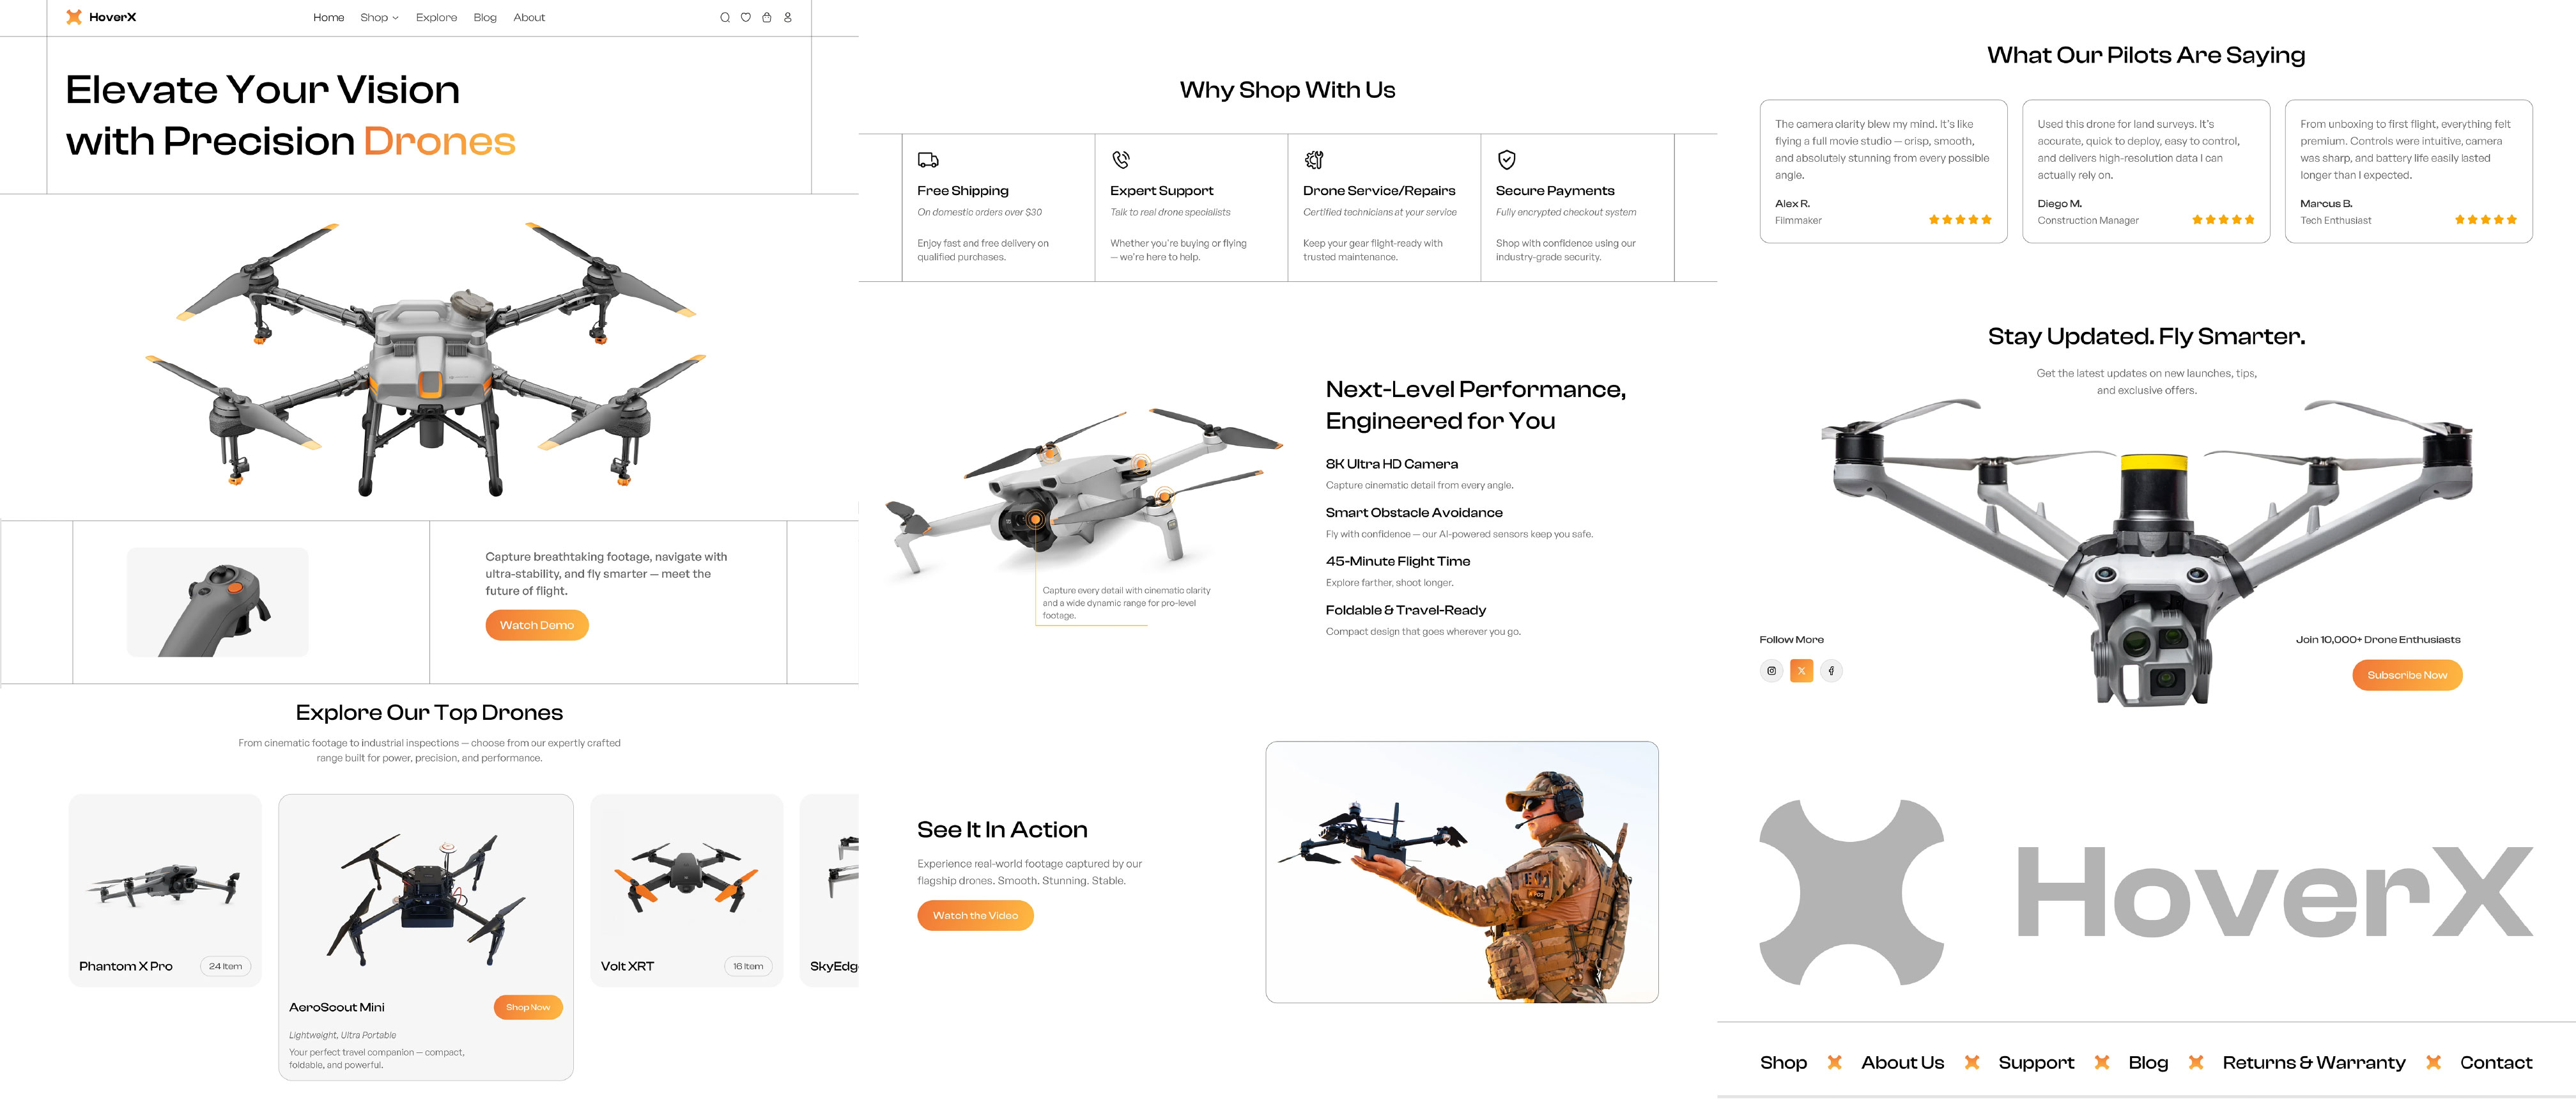 HoverX
Home Shop Explore Blog About
Elevate Your Vision
with Precision Drones
Capture breathtaking footage, navigate with
ultra-stability, and fly smarter — meet the
future of flight.
Watch Demo
Explore Our Top Drones
From cinematic footage to industrial inspections — choose from our expertly crafted
range built for power, precision, and performance.
Phantom X Pro
24 Item
AeroScout Mini
Shop Now
Lightweight, Ultra Portable
Your perfect travel companion — compact,
foldable, and powerful.
Volt XRT
16 Item
SkyEdg
Why Shop With Us
Free Shipping
On domestic orders over $30
Enjoy fast and free delivery on
qualified purchases.
Expert Support
Talk to real drone specialists
Whether you're buying or flying
— we're here to help.
Drone Service/Repairs
Certified technicians at your service
Keep your gear flight-ready with
trusted maintenance.
Secure Payments
Fully encrypted checkout system
Shop with confidence using our
industry-grade security.
Capture every detail with cinematic clarity
and a wide dynamic range for pro-level
footage.
Next-Level Performance,
Engineered for You
8K Ultra HD Camera
Capture cinematic detail from every angle.
Smart Obstacle Avoidance
Fly with confidence — our AI-powered sensors keep you safe.
45-Minute Flight Time
Explore farther, shoot longer.
Foldable & Travel-Ready
Compact design that goes wherever you go.
See It In Action
Experience real-world footage captured by our
flagship drones. Smooth. Stunning. Stable.
Watch the Video
What Our Pilots Are Saying
The camera clarity blew my mind. It's like
flying a full movie studio — crisp, smooth,
and absolutely stunning from every possible
angle.
Alex R.
Filmmaker
Used this drone for land surveys. It's
accurate, quick to deploy, easy to control,
and delivers high-resolution data I can
actually rely on.
Diego M.
Construction Manager
From unboxing to first flight, everything felt
premium. Controls were intuitive, camera
was sharp, and battery life easily lasted
longer than I expected.
Marcus B.
Tech Enthusiast
Stay Updated. Fly Smarter.
Get the latest updates on new launches, tips,
and exclusive offers.
Follow More
Join 10,000+ Drone Enthusiasts
Subscribe Now
HoverX
Shop About Us Support Blog Returns & Warranty Contact